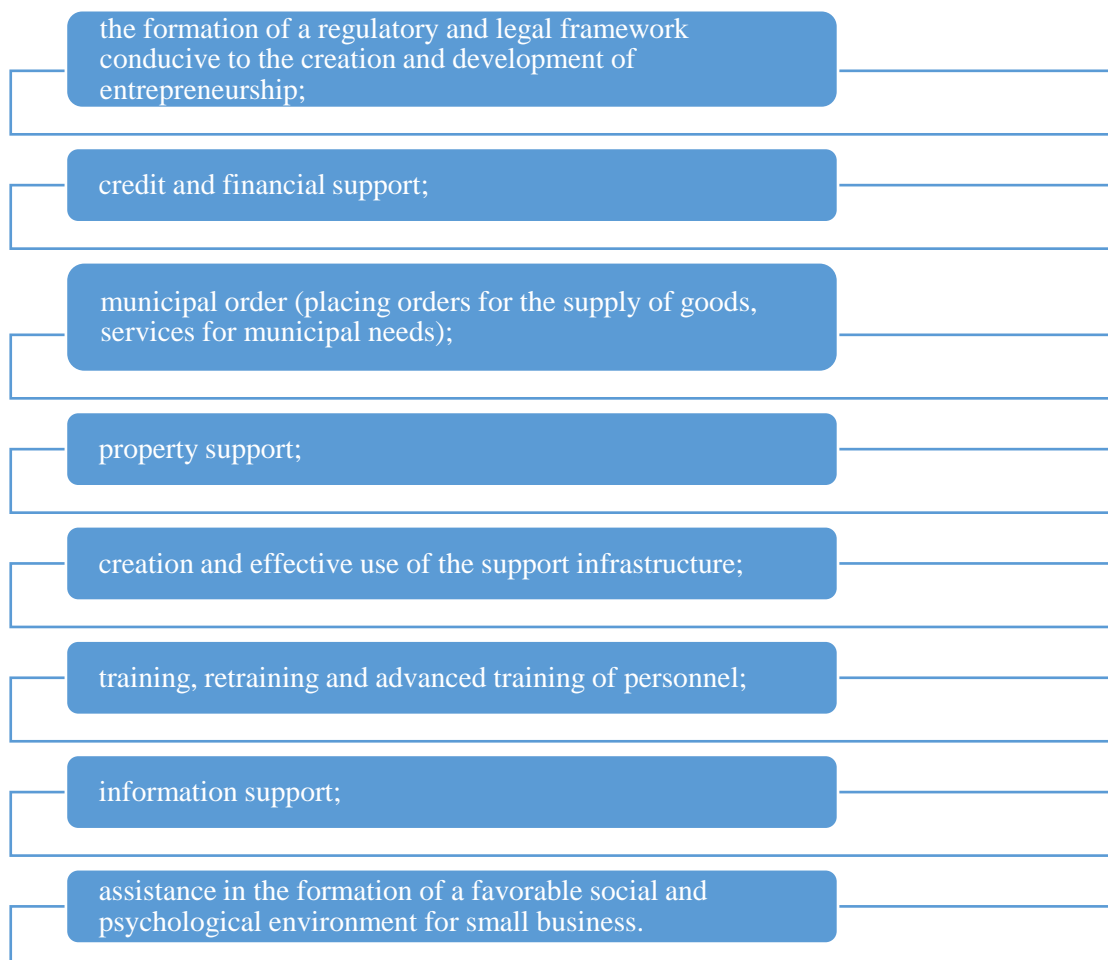 the formation of a regulatory and legal framework
conducive to the creation and development of
entrepreneurship;
credit and financial support;
municipal order (placing orders for the supply of goods,
services for municipal needs);
property support;
creation and effective use of the support infrastructure;
training, retraining and advanced training of personnel;
information support;
assistance in the formation of a favorable social and
psychological environment for small business.